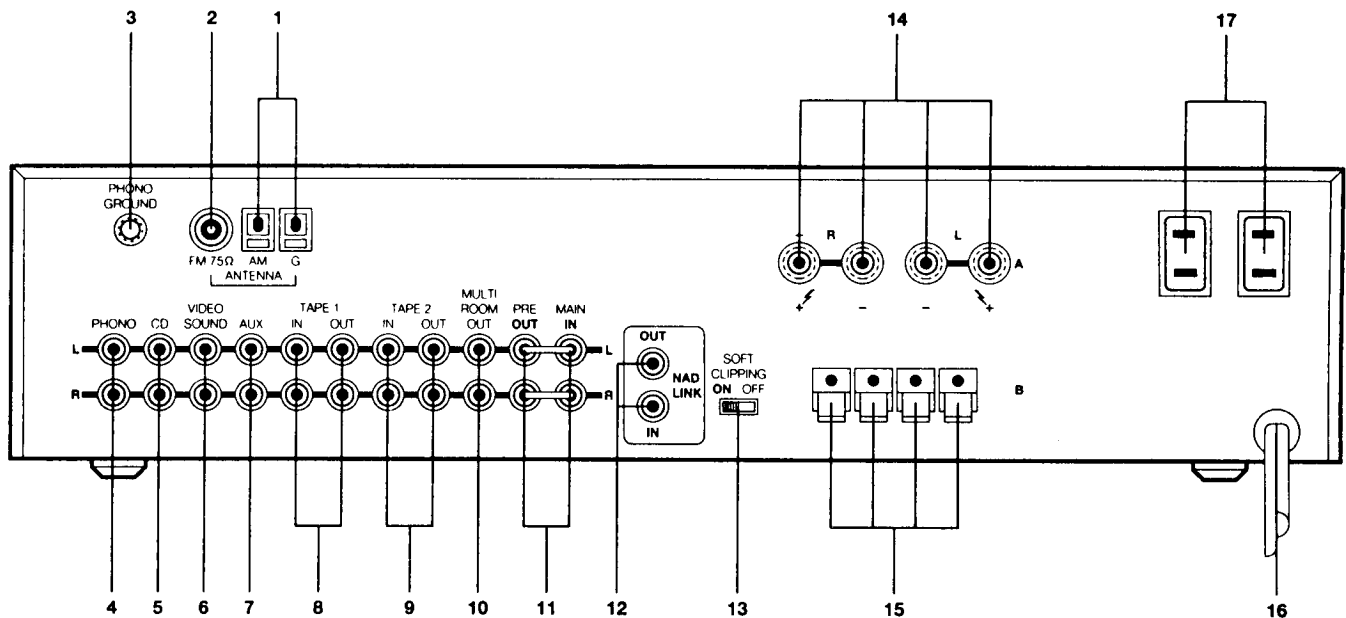 3 2 1 14 17
PHONO
GROUND
FM 75Ω AM G
ANTENNA
- R L A
+ - - +
MULTI
VIDEO TAPE 1 TAPE 2 ROOM PRE MAIN
PHONO CD SOUND AUX IN OUT IN OUT OUT OUT IN
L L
R R
OUT
NAD
LINK
IN
SOFT
CLIPPING
ON OFF
B
4 5 6 7 8 9 10 11 12 13 15 16